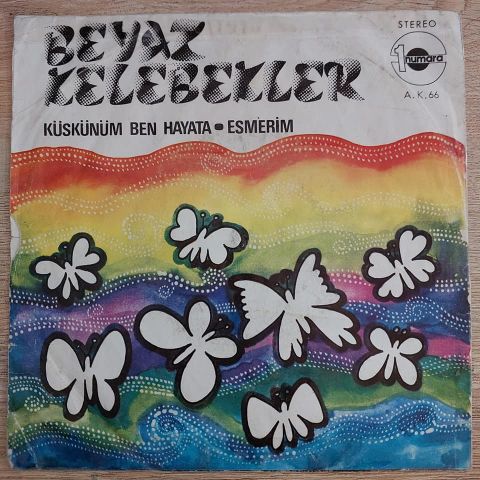 BEYAZ
KELEBEKLER
KÜSKÜNÜM BEN HAYATA • ESMERİM
STEREO
1 numara
A.K. 66